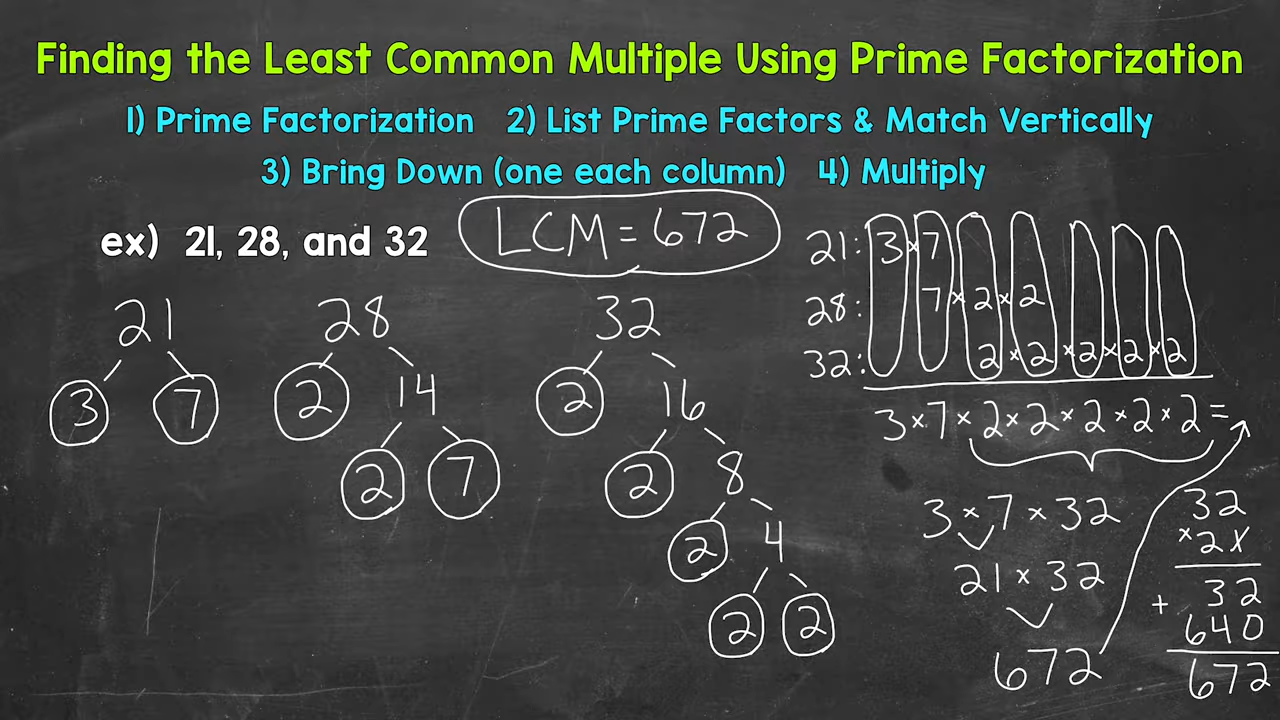 Finding the Least Common Multiple Using Prime Factorization
1) Prime Factorization 2) List Prime Factors & Match Vertically
3) Bring Down (one each column) 4) Multiply
ex) 21, 28, and 32
LCM = 672
21
3 7
28
2 14
2 7
32
2 16
2 8
2 4
2 2
21: 3 × 7
28: 7 × 2 × 2
32: 2 × 2 × 2 × 2 × 2
3 × 7 × 2 × 2 × 2 × 2 × 2 =
3 × 7 × 32
21 × 32
672
32
× 21
32
+ 640
672